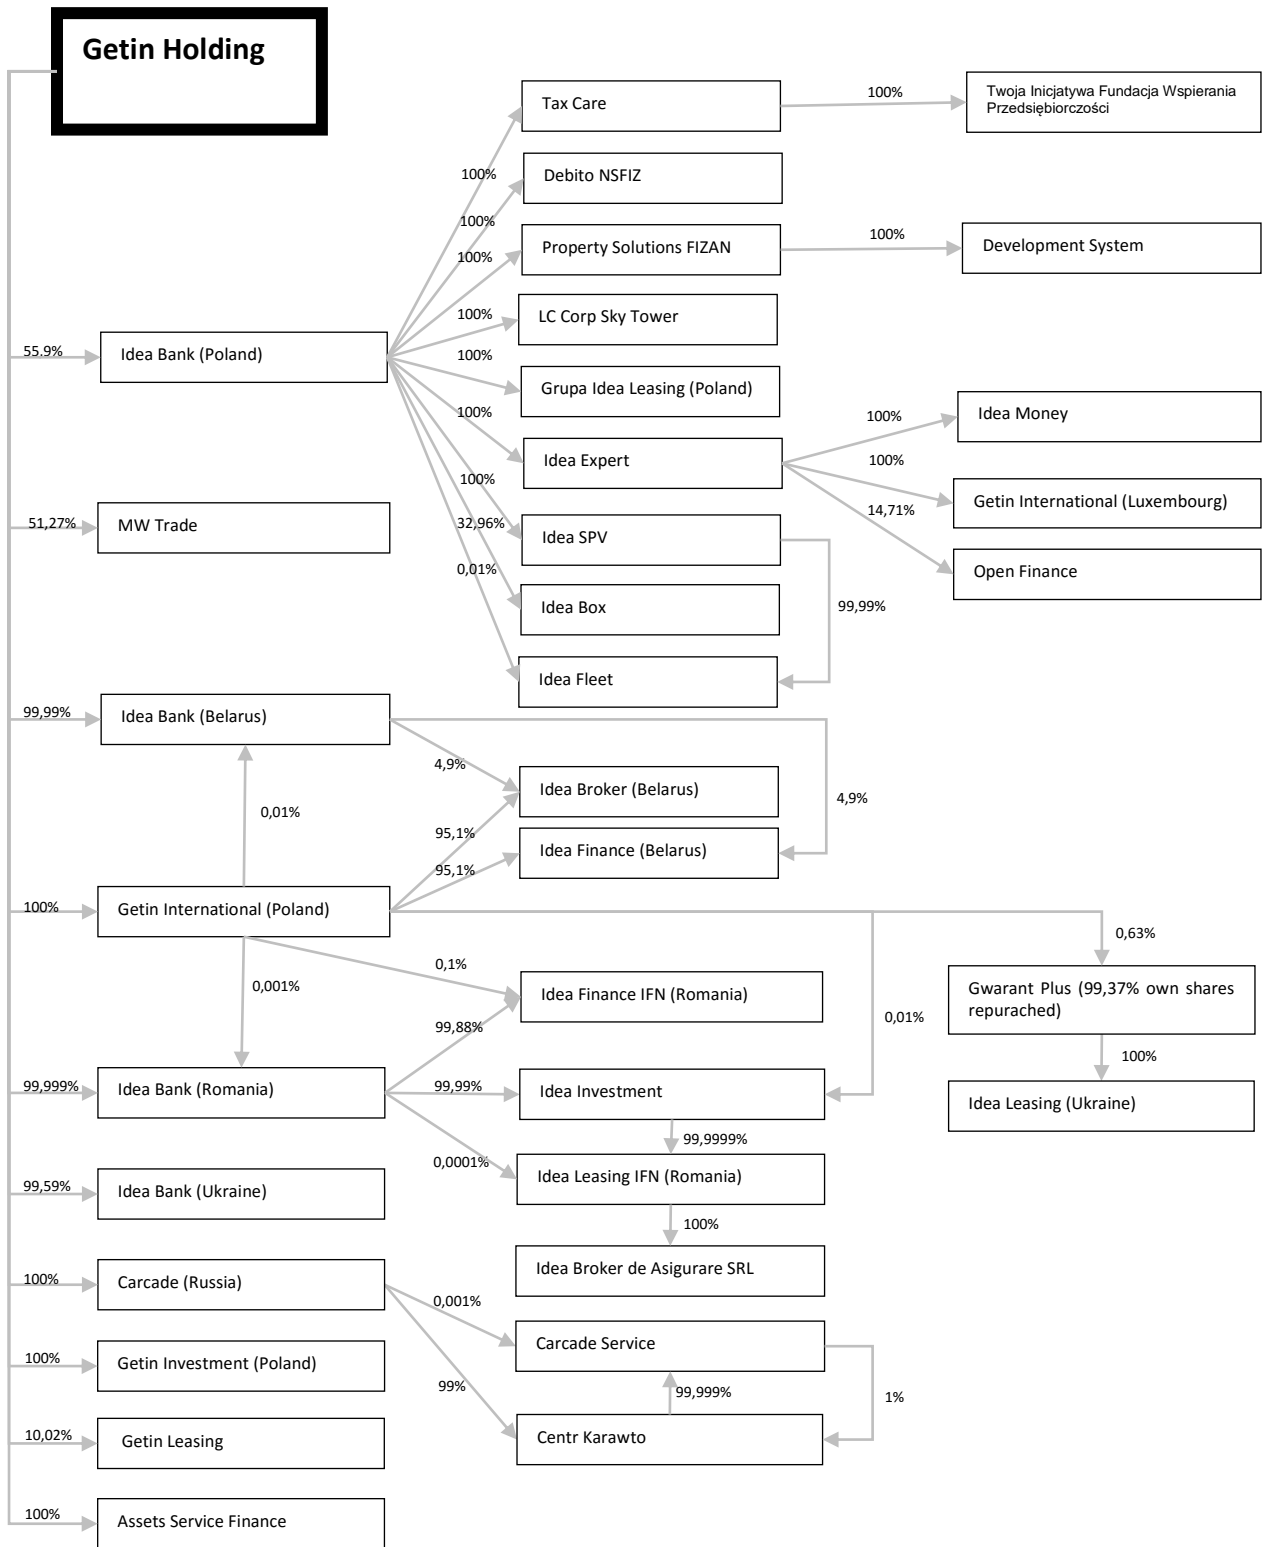 Getin Holding
Tax Care
100%
Twoja Inicjatywa Fundacja Wspierania
Przedsiębiorczości
100%
Debito NSFIZ
100%
Property Solutions FIZAN
100%
Development System
100%
LC Corp Sky Tower
100%
55.9%
Idea Bank (Poland)
100%
Grupa Idea Leasing (Poland)
100%
Idea Expert
100%
Idea Money
100%
Getin International (Luxembourg)
14,71%
Open Finance
100%
51,27%
MW Trade
32,96%
Idea SPV
0,01%
Idea Box
99,99%
Idea Fleet
99,99%
Idea Bank (Belarus)
4,9%
Idea Broker (Belarus)
4,9%
0,01%
95,1%
Idea Finance (Belarus)
95,1%
100%
Getin International (Poland)
0,63%
0,1%
0,001%
Idea Finance IFN (Romania)
Gwarant Plus (99,37% own shares
repurached)
0,01%
99,88%
100%
99,999%
Idea Bank (Romania)
99,99%
Idea Investment
Idea Leasing (Ukraine)
99,9999%
0,0001%
Idea Leasing IFN (Romania)
99,59%
Idea Bank (Ukraine)
100%
Idea Broker de Asigurare SRL
100%
Carcade (Russia)
0,001%
Carcade Service
100%
Getin Investment (Poland)
99%
99,999%
1%
10,02%
Getin Leasing
Centr Karawto
100%
Assets Service Finance